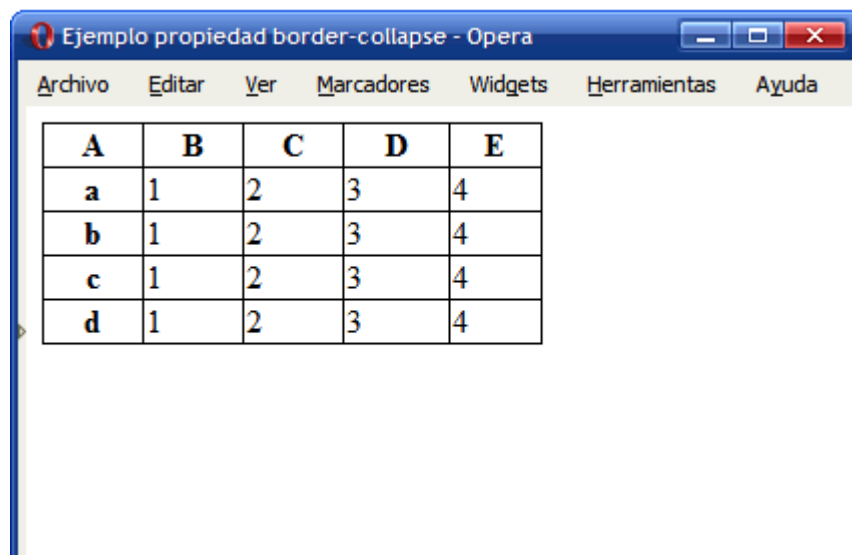 Ejemplo propiedad border-collapse - Opera
Archivo Editar Ver Marcadores Widgets Herramientas Ayuda
A B C D E
a 1 2 3 4
b 1 2 3 4
c 1 2 3 4
d 1 2 3 4